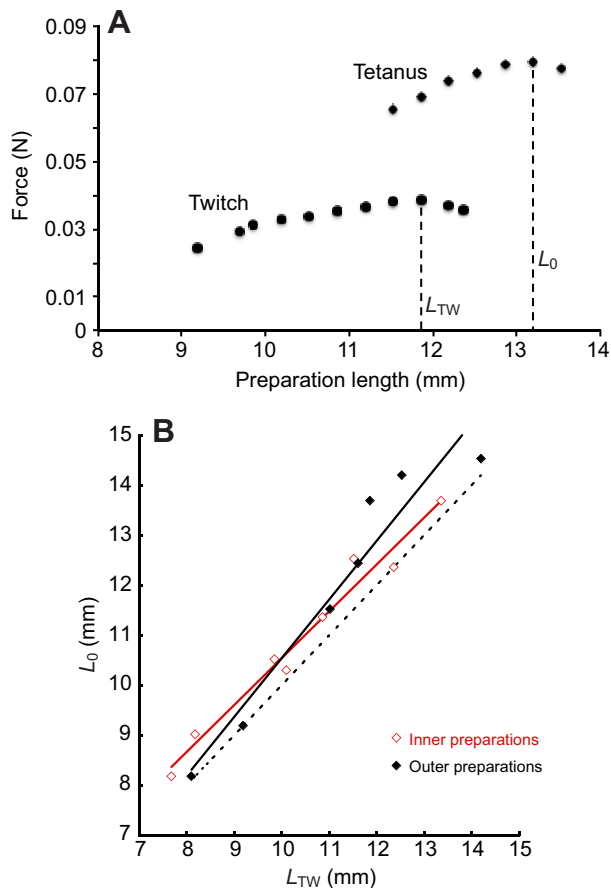 A
0.09
0.07
0.05
0.03
0.01
0
Force (N)
Tetanus
Twitch
L0
LTW
8 9 10 11 12 13 14
Preparation length (mm)
B
15
14
13
12
11
10
9
8
7
L0 (mm)
Inner preparations
Outer preparations
7 8 9 10 11 12 13 14 15
LTW (mm)